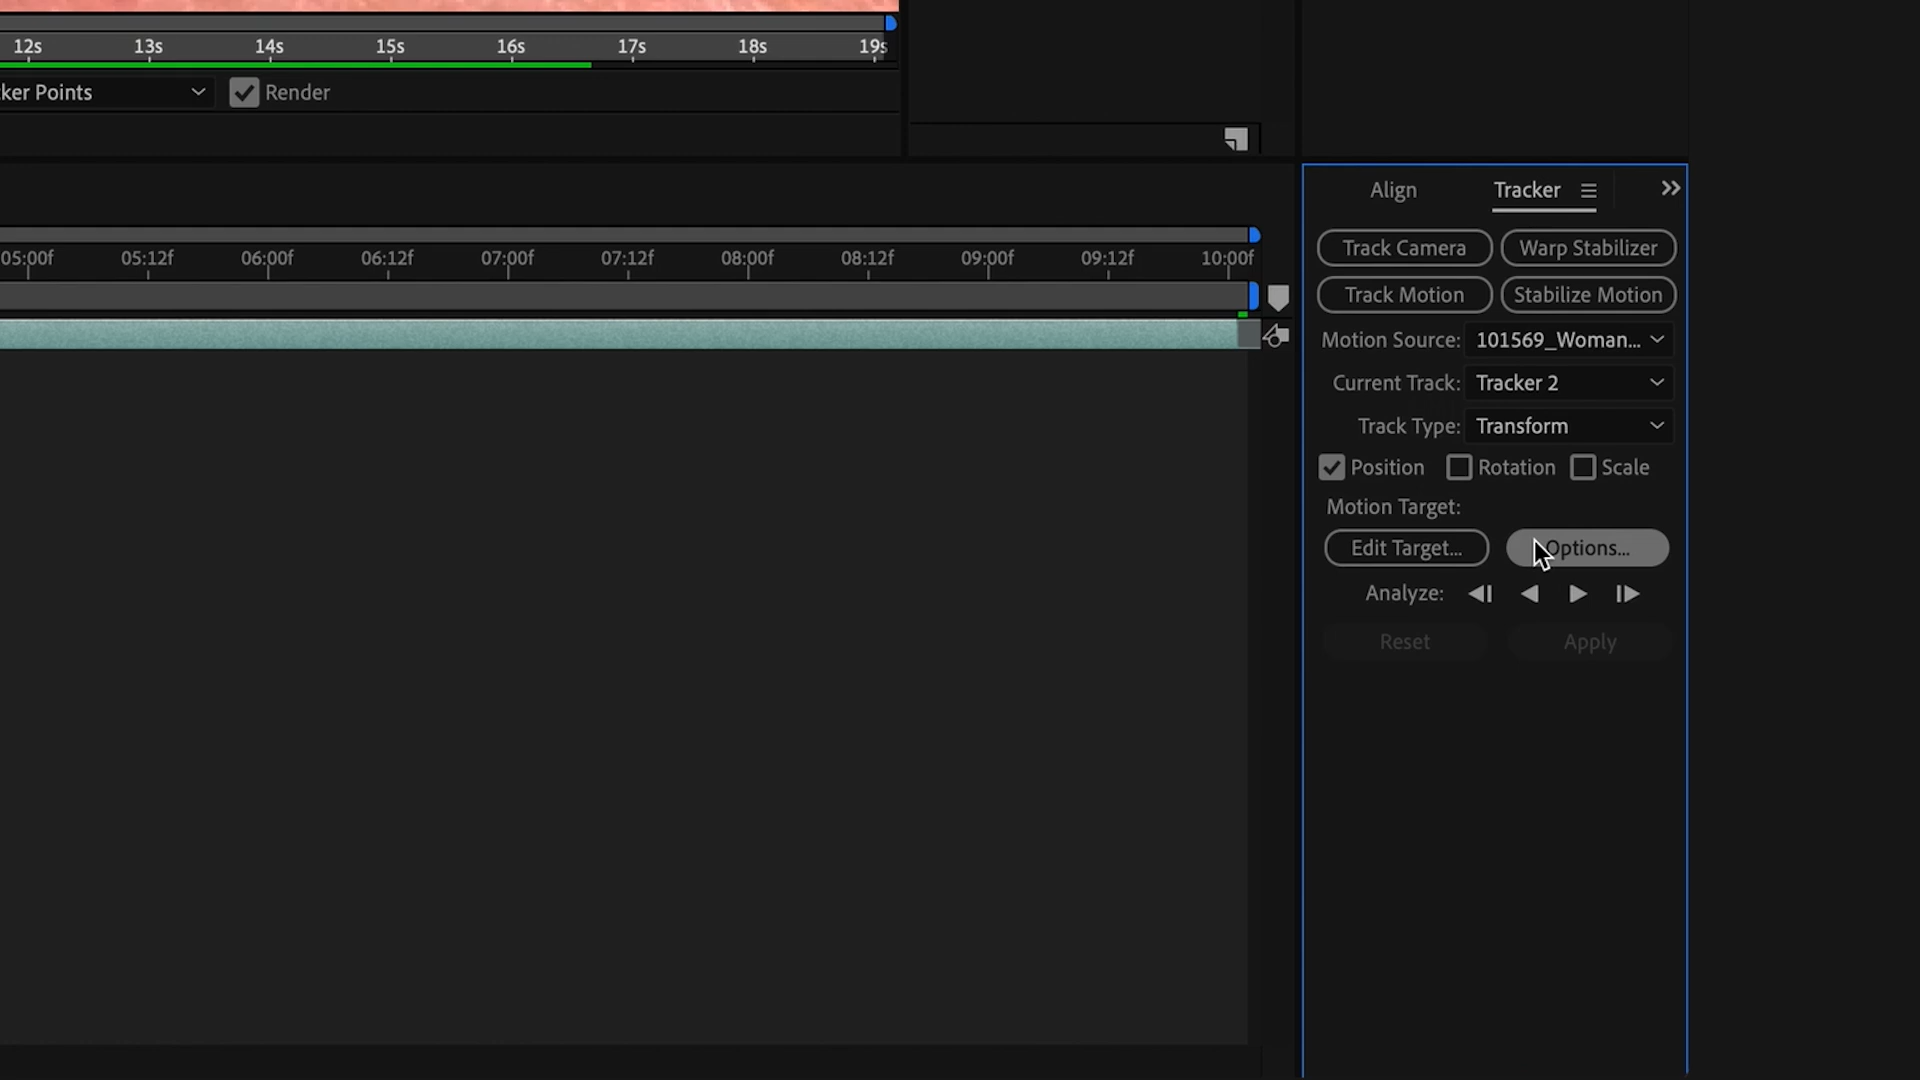 12s 13s 14s 15s 16s 17s 18s 19s
ker Points Render
Align Tracker
05:00f 05:12f 06:00f 06:12f 07:00f 07:12f 08:00f 08:12f 09:00f 09:12f 10:00f
Track Camera Warp Stabilizer
Track Motion Stabilize Motion
Motion Source: 101569_Woman...
Current Track: Tracker 2
Track Type: Transform
Position Rotation Scale
Motion Target:
Edit Target... Options...
Analyze:
Reset Apply